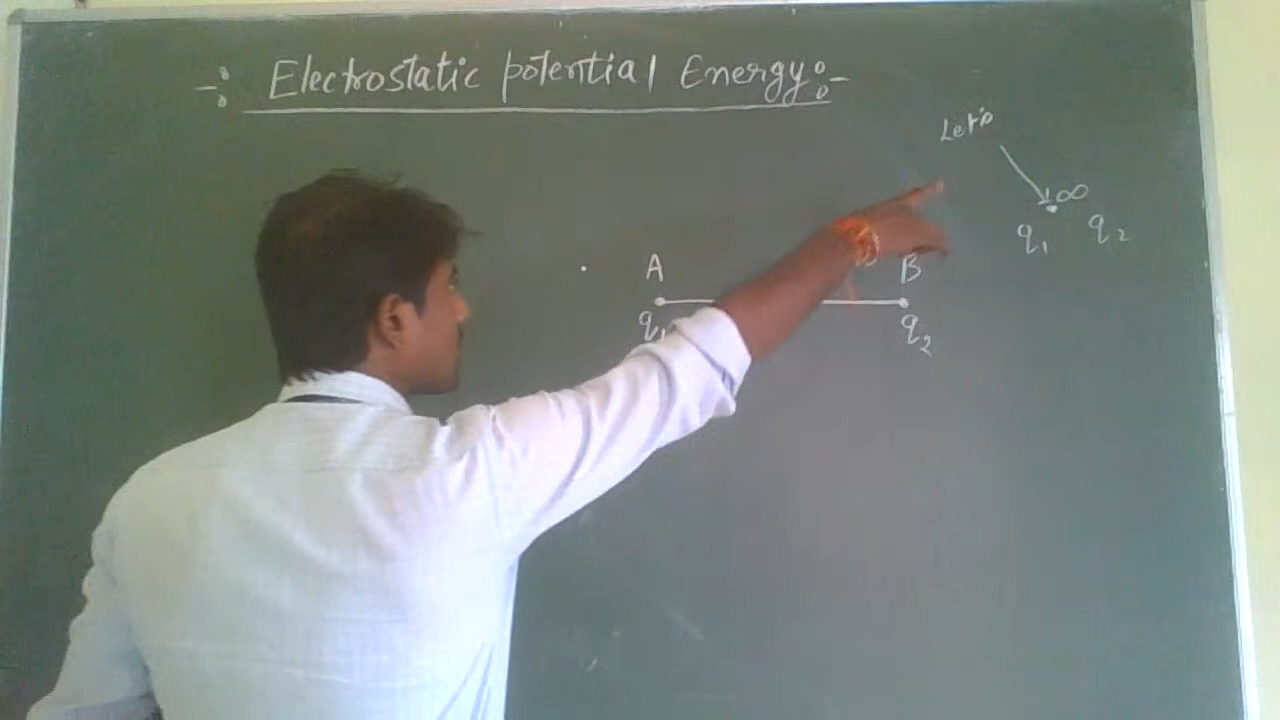 -: Electrostatic potential Energy:-
Let's
∞
q₁ q₂
A B
q₁ q₂